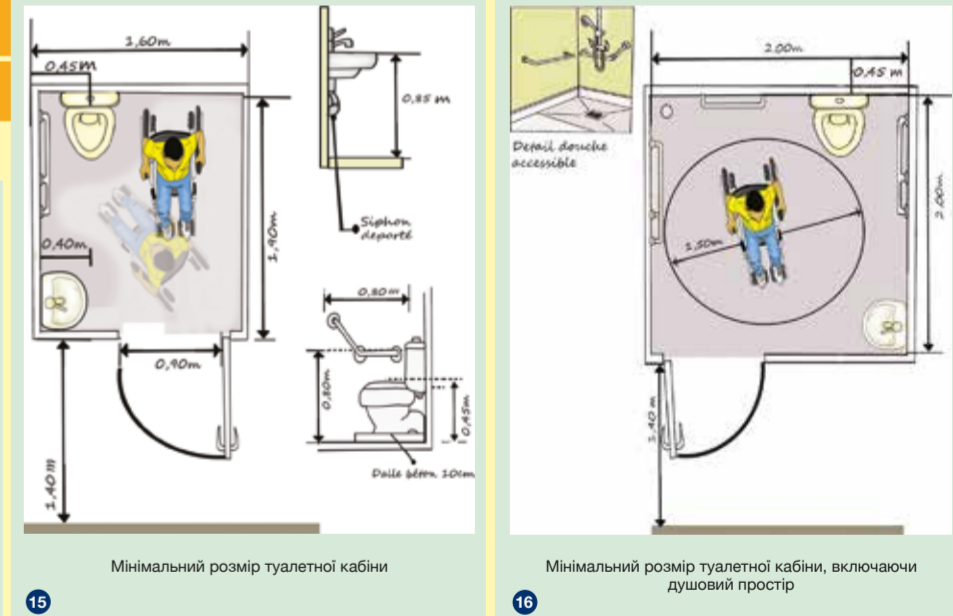 1,60m
0,45m
0,85 m
1,90m
Siphon
deporté
0,40m
0,80m
0,90m
0,80m
0,45m
1,40m
Dalle béton 10cm
Мінімальний розмір туалетної кабіни
15
2.00m
0,45 m
Detail douche
accessible
2.00m
1,50m
1.40 m
Мінімальний розмір туалетної кабіни, включаючи
душовий простір
16